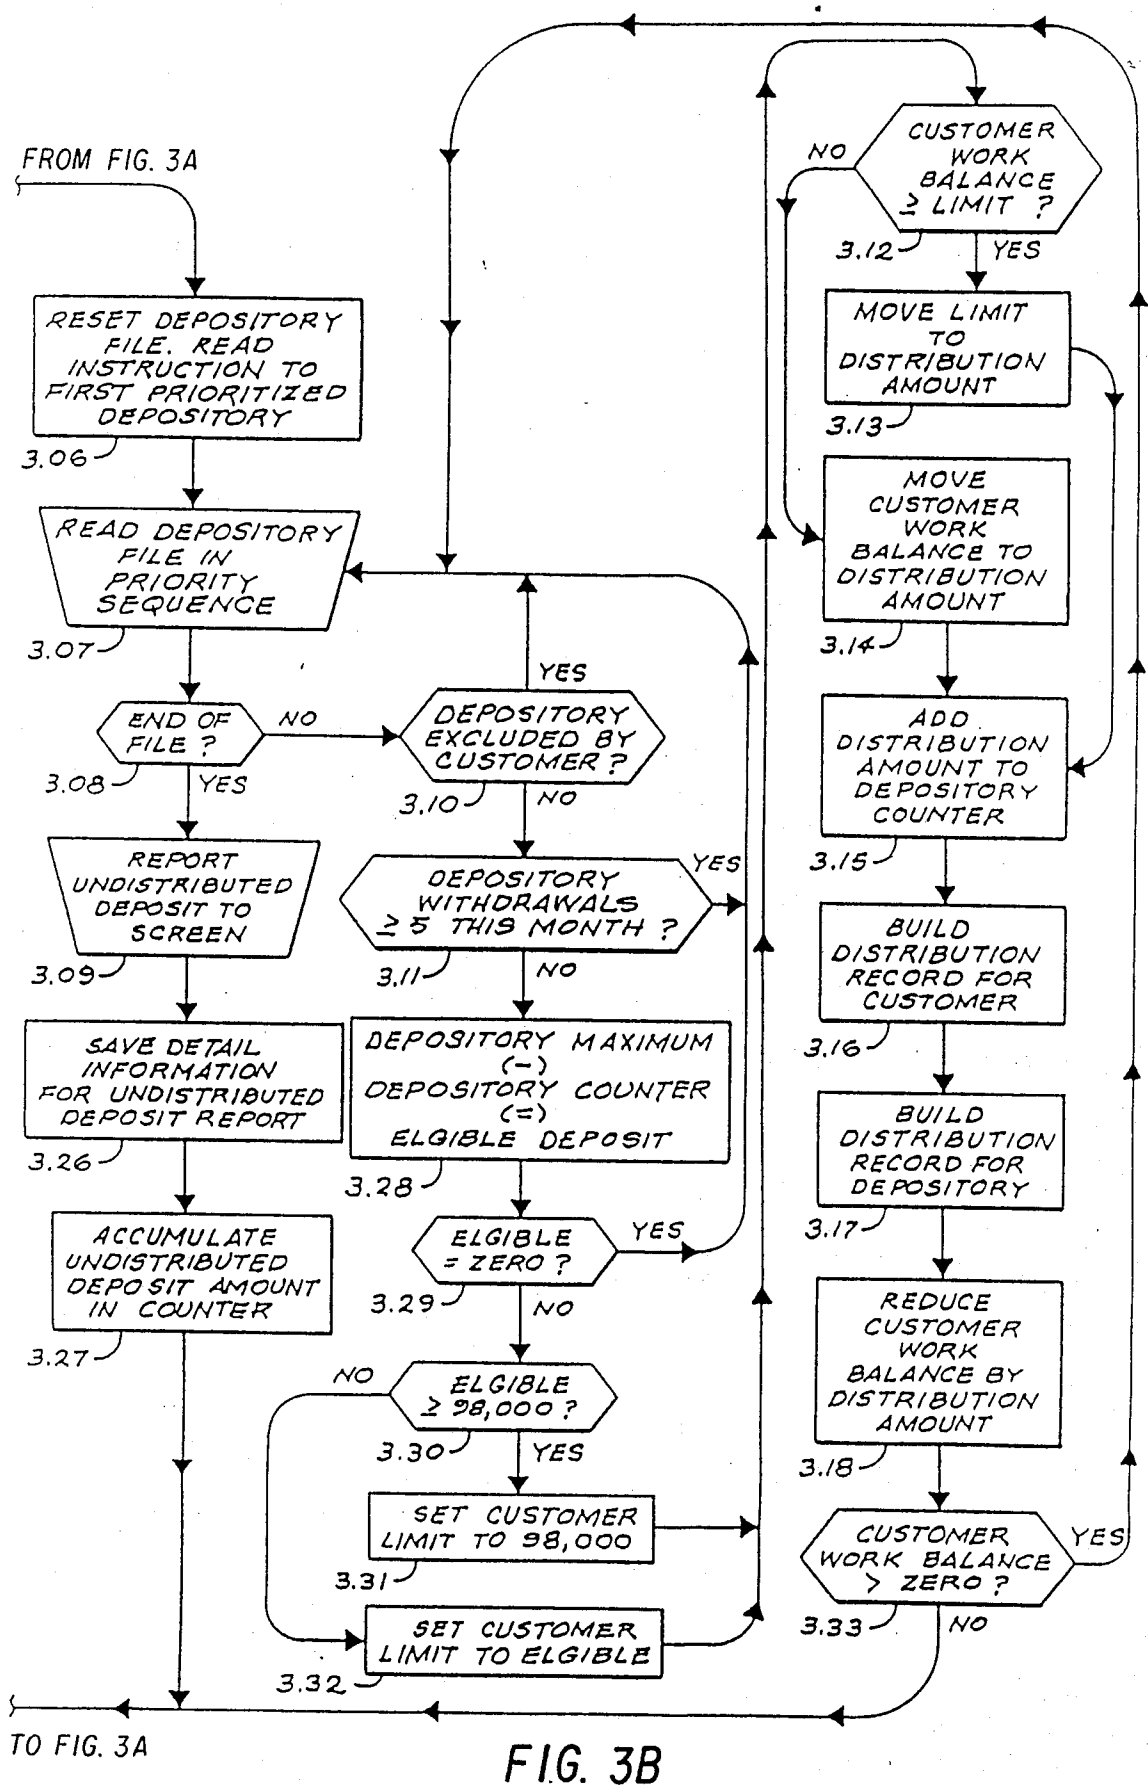 FROM FIG. 3A
RESET DEPOSITORY
FILE. READ
INSTRUCTION TO
FIRST PRIORITIZED
DEPOSITORY
3.06
READ DEPOSITORY
FILE IN
PRIORITY
SEQUENCE
3.07
END OF
FILE ?
NO
3.08
YES
REPORT
UNDISTRIBUTED
DEPOSIT TO
SCREEN
3.09
SAVE DETAIL
INFORMATION
FOR UNDISTRIBUTED
DEPOSIT REPORT
3.26
ACCUMULATE
UNDISTRIBUTED
DEPOSIT AMOUNT
IN COUNTER
3.27
YES
DEPOSITORY
EXCLUDED BY
CUSTOMER ?
3.10
NO
DEPOSITORY
WITHDRAWALS
≥ 5 THIS MONTH ?
YES
3.11
NO
DEPOSITORY MAXIMUM
(-)
DEPOSITORY COUNTER
(=)
ELGIBLE DEPOSIT
3.28
ELGIBLE
= ZERO ?
YES
3.29
NO
ELGIBLE
≥ 98,000 ?
NO
3.30
YES
SET CUSTOMER
LIMIT TO 98,000
3.31
SET CUSTOMER
LIMIT TO ELGIBLE
3.32
CUSTOMER
WORK
BALANCE
≥ LIMIT ?
NO
3.12
YES
MOVE LIMIT
TO
DISTRIBUTION
AMOUNT
3.13
MOVE
CUSTOMER
WORK
BALANCE TO
DISTRIBUTION
AMOUNT
3.14
ADD
DISTRIBUTION
AMOUNT TO
DEPOSITORY
COUNTER
3.15
BUILD
DISTRIBUTION
RECORD FOR
CUSTOMER
3.16
BUILD
DISTRIBUTION
RECORD FOR
DEPOSITORY
3.17
REDUCE
CUSTOMER
WORK
BALANCE BY
DISTRIBUTION
AMOUNT
3.18
CUSTOMER
WORK BALANCE
> ZERO ?
YES
3.33
NO
TO FIG. 3A
FIG. 3B